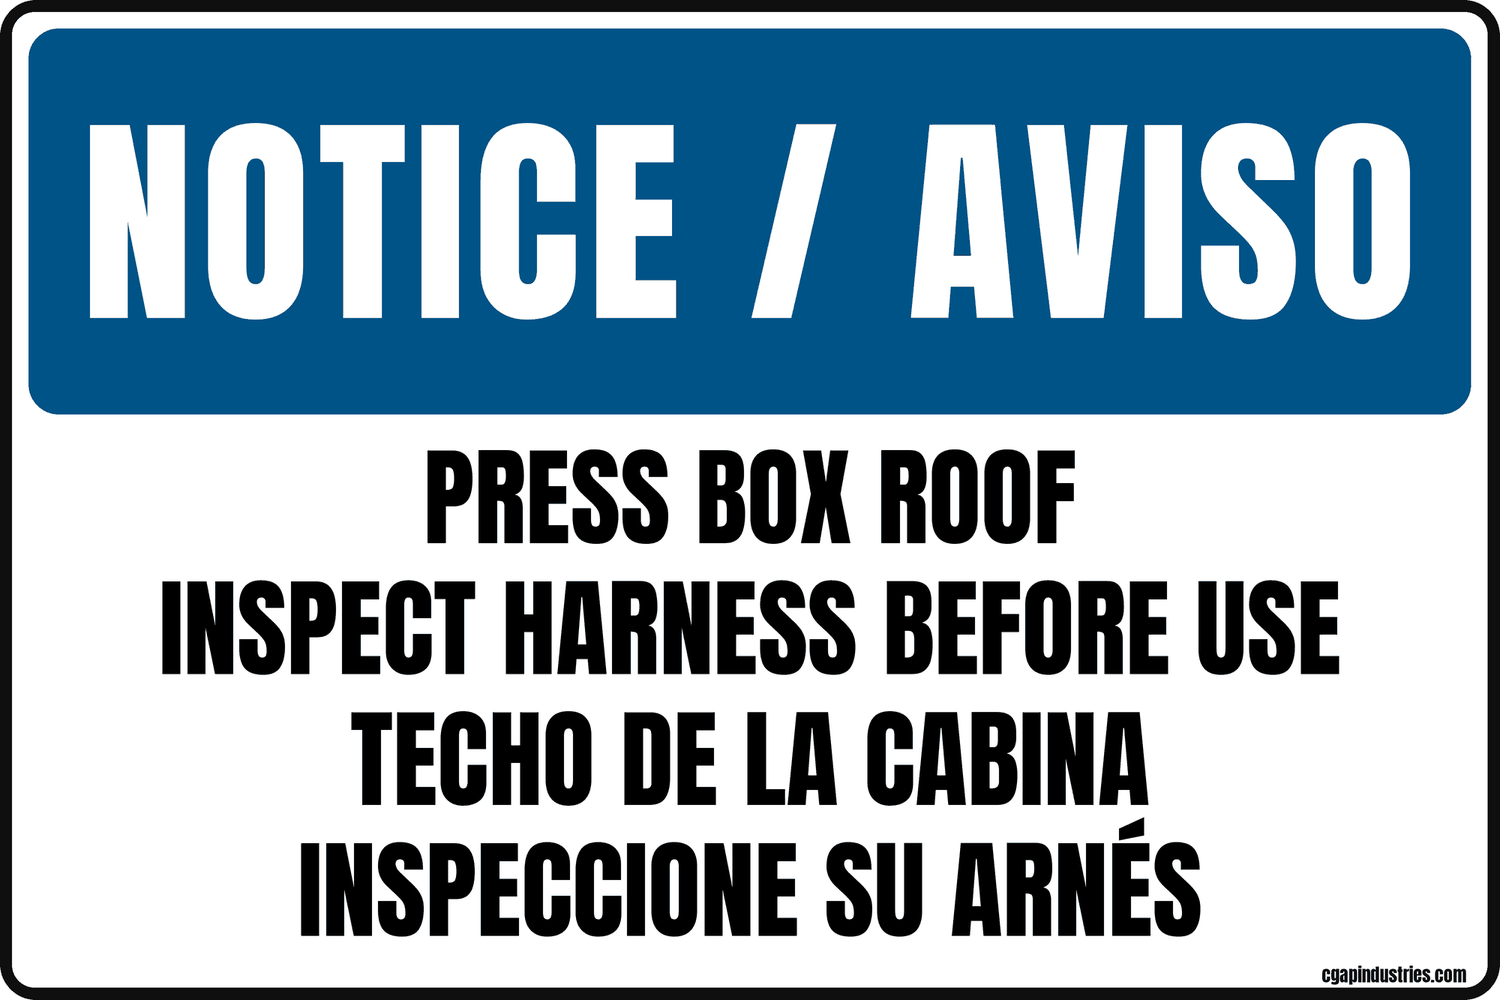 NOTICE / AVISO
PRESS BOX ROOF
INSPECT HARNESS BEFORE USE
TECHO DE LA CABINA
INSPECCIONE SU ARNÉS
cgapindustries.com